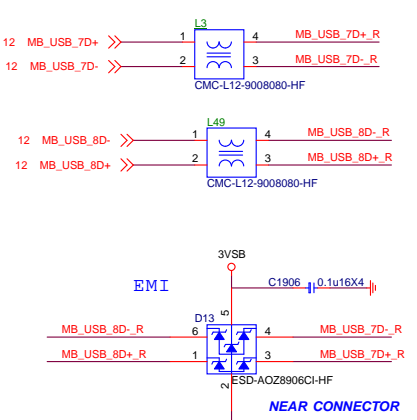 L3
12 MB_USB_7D+ 1 4 MB_USB_7D+_R
12 MB_USB_7D- 2 3 MB_USB_7D-_R
CMC-L12-9008080-HF
L49
12 MB_USB_8D- 1 4 MB_USB_8D-_R
12 MB_USB_8D+ 2 3 MB_USB_8D+_R
CMC-L12-9008080-HF
3VSB
EMI
C1906 0.1u16X4
D13 5
MB_USB_8D-_R 6 4 MB_USB_7D-_R
MB_USB_8D+_R 1 3 MB_USB_7D+_R
2 ESD-AOZ8906CI-HF
NEAR CONNECTOR